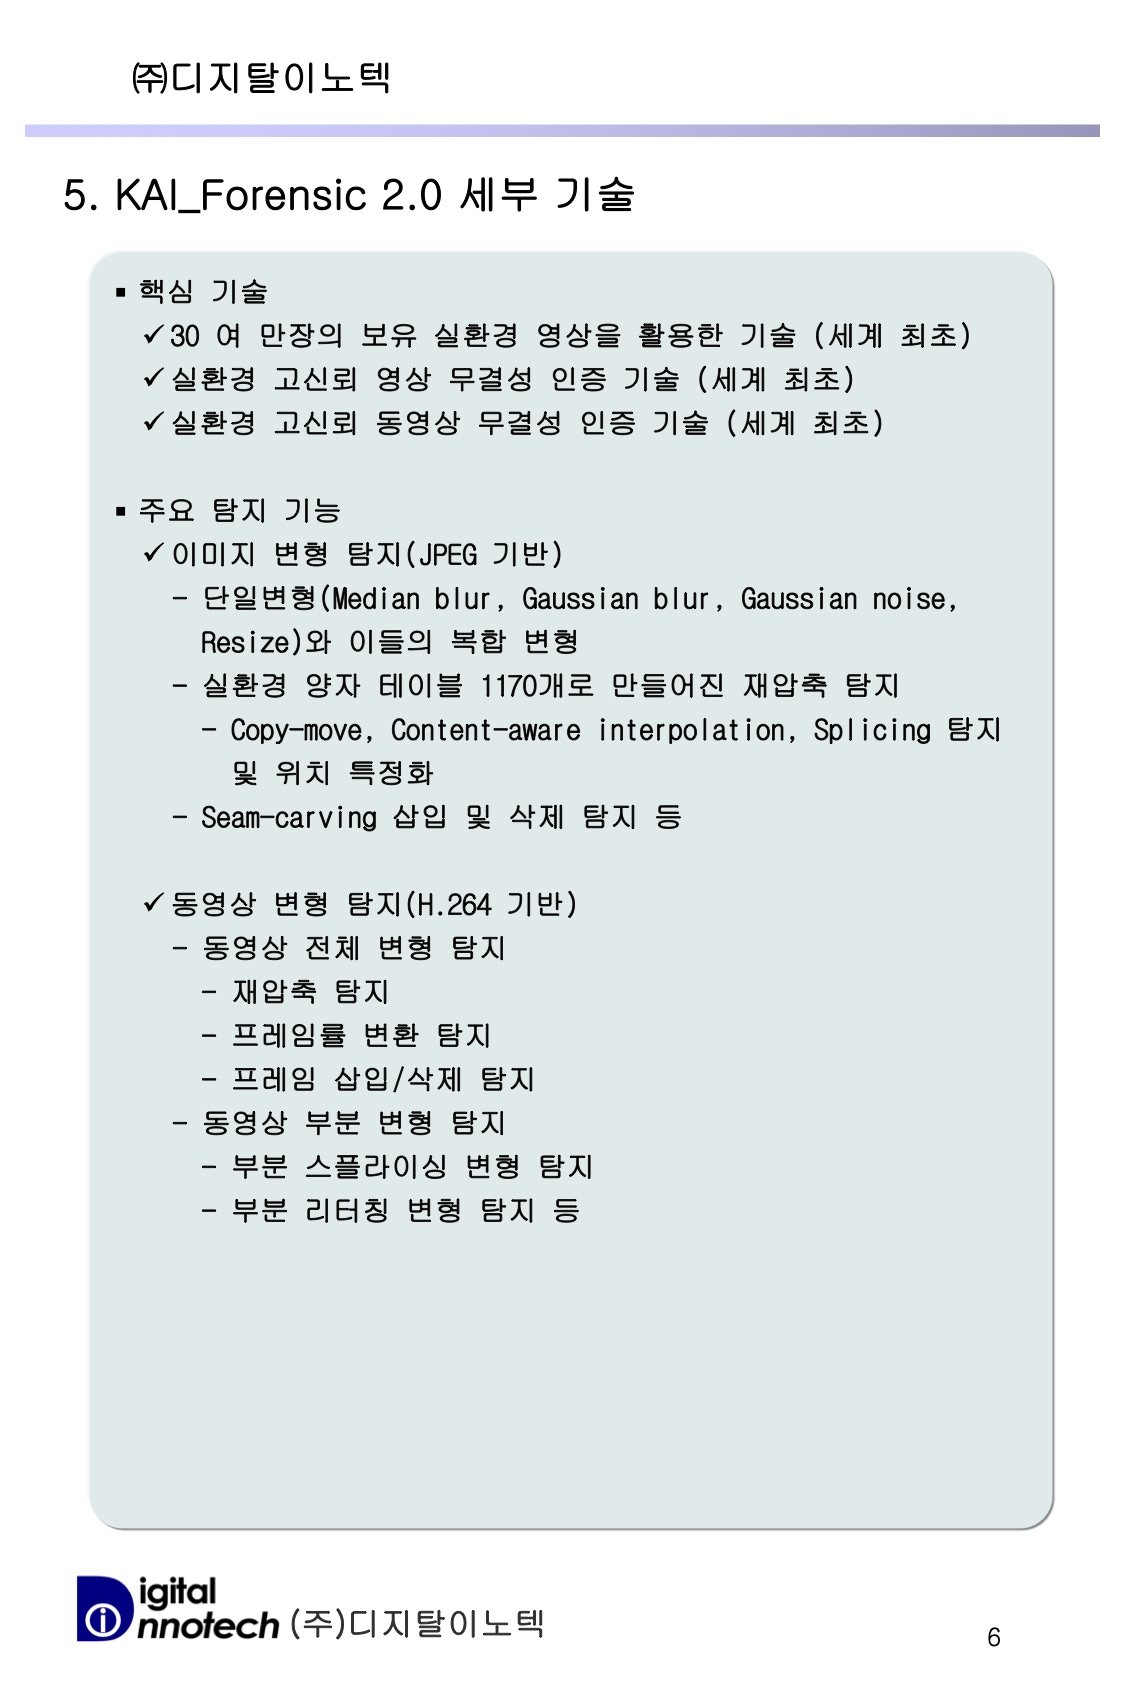 ㈜디지탈이노텍
5. KAI_Forensic 2.0 세부 기술
▪ 핵심 기술
✓30 여 만장의 보유 실환경 영상을 활용한 기술 (세계 최초)
✓실환경 고신뢰 영상 무결성 인증 기술 (세계 최초)
✓실환경 고신뢰 동영상 무결성 인증 기술 (세계 최초)
▪ 주요 탐지 기능
✓이미지 변형 탐지(JPEG 기반)
- 단일변형(Median blur, Gaussian blur, Gaussian noise,
Resize)와 이들의 복합 변형
- 실환경 양자 테이블 1170개로 만들어진 재압축 탐지
- Copy-move, Content-aware interpolation, Splicing 탐지
및 위치 특정화
- Seam-carving 삽입 및 삭제 탐지 등
✓동영상 변형 탐지(H.264 기반)
- 동영상 전체 변형 탐지
- 재압축 탐지
- 프레임률 변환 탐지
- 프레임 삽입/삭제 탐지
- 동영상 부분 변형 탐지
- 부분 스플라이싱 변형 탐지
- 부분 리터칭 변형 탐지 등
Digital
innotech (주)디지탈이노텍
6